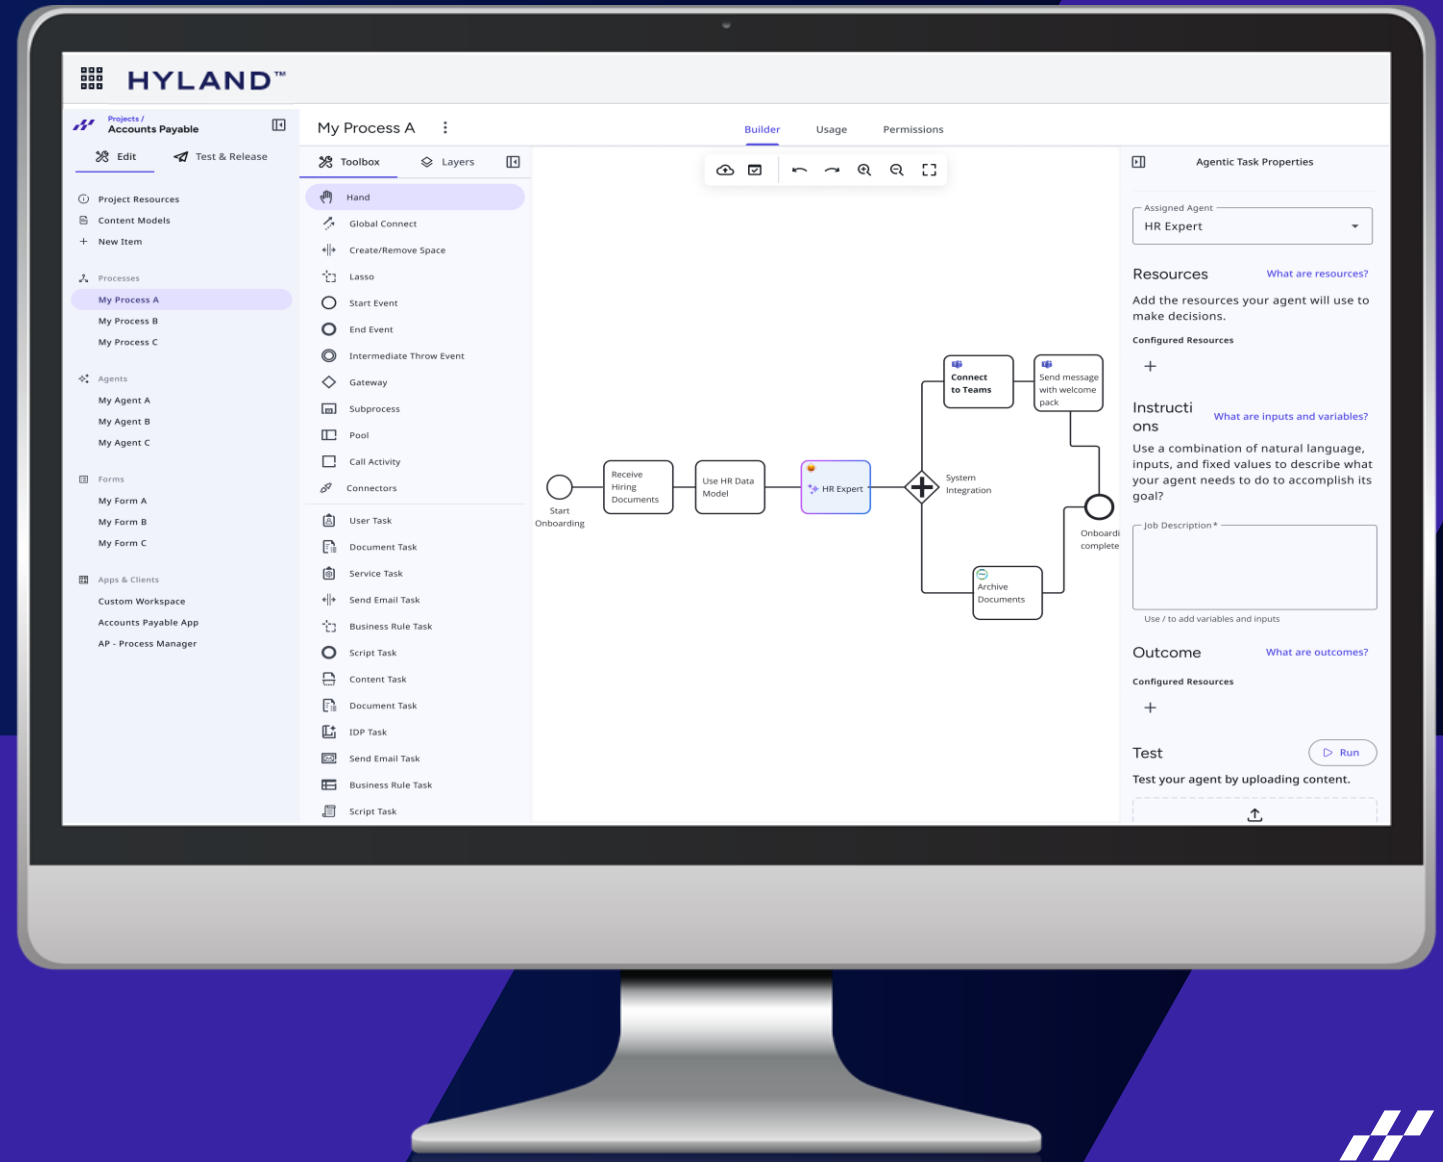 HYLAND™
Projects /
Accounts Payable
Edit
Test & Release
Project Resources
Content Models
New Item
Processes
My Process A
My Process B
My Process C
Agents
My Agent A
My Agent B
My Agent C
Forms
My Form A
My Form B
My Form C
Apps & Clients
Custom Workspace
Accounts Payable App
AP - Process Manager
My Process A
Builder
Usage
Permissions
Toolbox
Layers
Hand
Global Connect
Create/Remove Space
Lasso
Start Event
End Event
Intermediate Throw Event
Gateway
Subprocess
Pool
Call Activity
Connectors
User Task
Document Task
Service Task
Send Email Task
Business Rule Task
Script Task
Content Task
Document Task
IDP Task
Send Email Task
Business Rule Task
Script Task
Start
Onboarding
Receive
Hiring
Documents
Use HR Data
Model
HR Expert
System
Integration
Connect
to Teams
Send message
with welcome
pack
Archive
Documents
Onboardi
complete
Agentic Task Properties
Assigned Agent
HR Expert
Resources
What are resources?
Add the resources your agent will use to
make decisions.
Configured Resources
Instructi
ons
What are inputs and variables?
Use a combination of natural language,
inputs, and fixed values to describe what
your agent needs to do to accomplish its
goal?
Job Description*
Use / to add variables and inputs
Outcome
What are outcomes?
Configured Resources
Test
Run
Test your agent by uploading content.